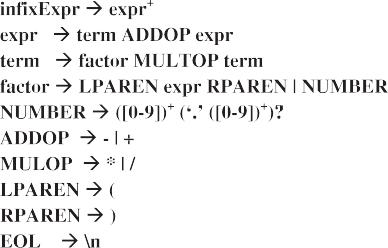 infixExpr → expr⁺
expr → term ADDOP expr
term → factor MULTOP term
factor → LPAREN expr RPAREN | NUMBER
NUMBER → ([0-9])⁺ (‘.’ ([0-9])⁺)?
ADDOP → - | +
MULOP → * | /
LPAREN → (
RPAREN → )
EOL → \n